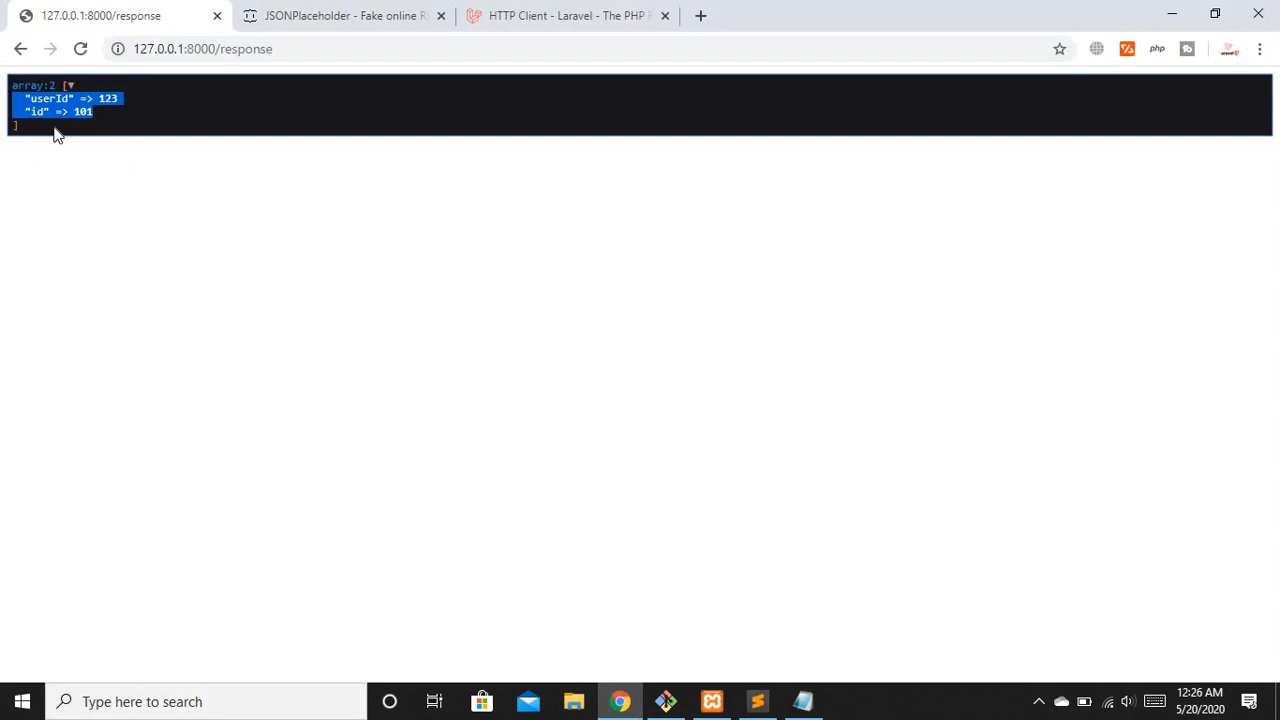 127.0.0.1:8000/response
JSONPlaceholder - Fake online R
HTTP Client - Laravel - The PHP F
127.0.0.1:8000/response
php
array:2 [▼
"userId" => 123
"id" => 101
]
Type here to search
12:26 AM
5/20/2020